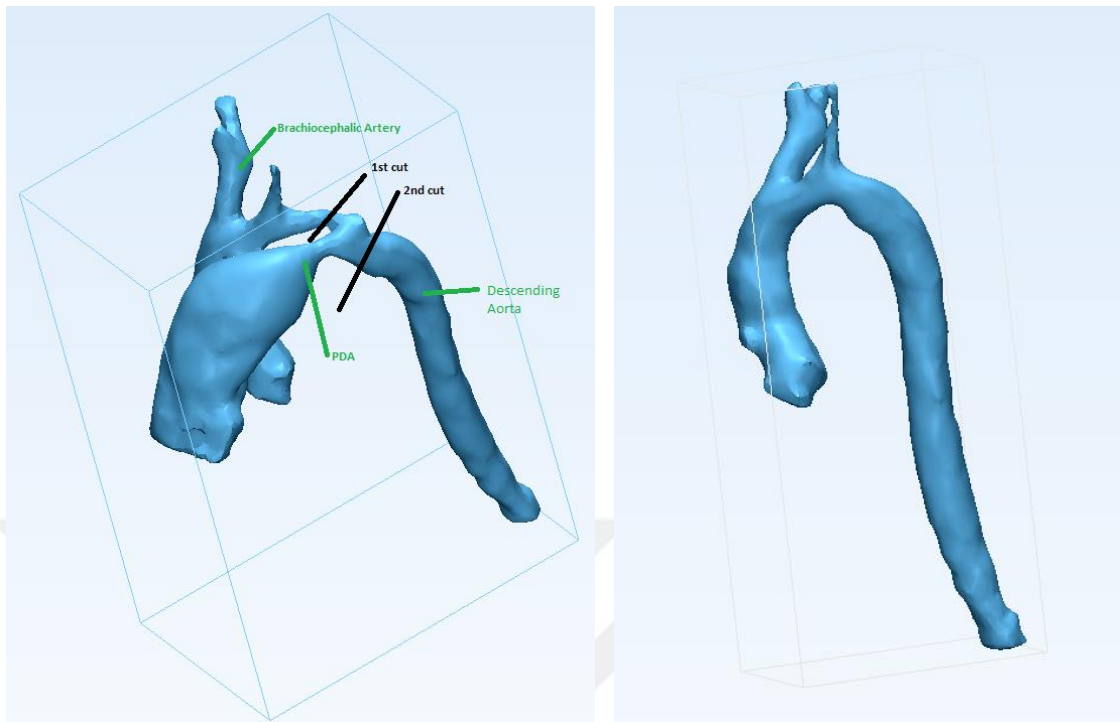 Brachiocephalic Artery
1st cut
2nd cut
Descending
Aorta
PDA